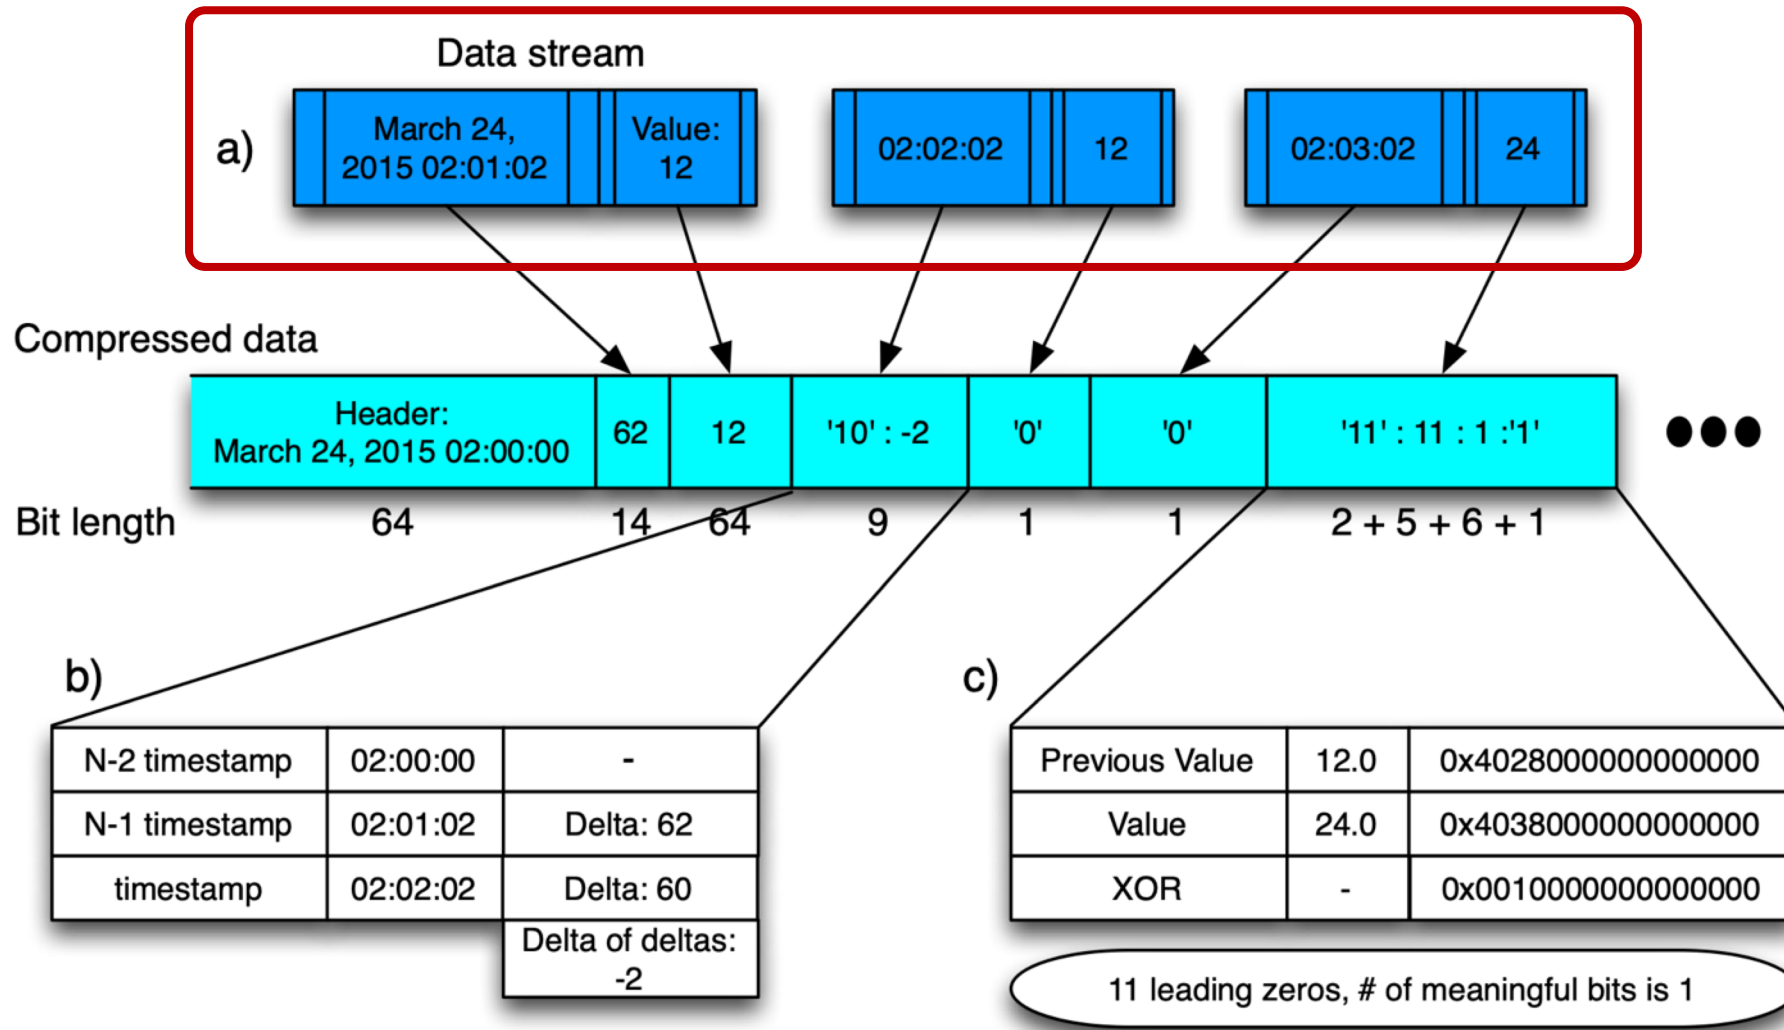 Data stream
a)
March 24,
2015 02:01:02
Value:
12
02:02:02
12
02:03:02
24
Compressed data
Header:
March 24, 2015 02:00:00
62
12
'10' : -2
'0'
'0'
'11' : 11 : 1 :'1'
Bit length
64
14
64
9
1
1
2 + 5 + 6 + 1
b)
N-2 timestamp 02:00:00 -
N-1 timestamp 02:01:02 Delta: 62
timestamp 02:02:02 Delta: 60
Delta of deltas:
-2
c)
Previous Value 12.0 0x4028000000000000
Value 24.0 0x4038000000000000
XOR - 0x0010000000000000
11 leading zeros, # of meaningful bits is 1